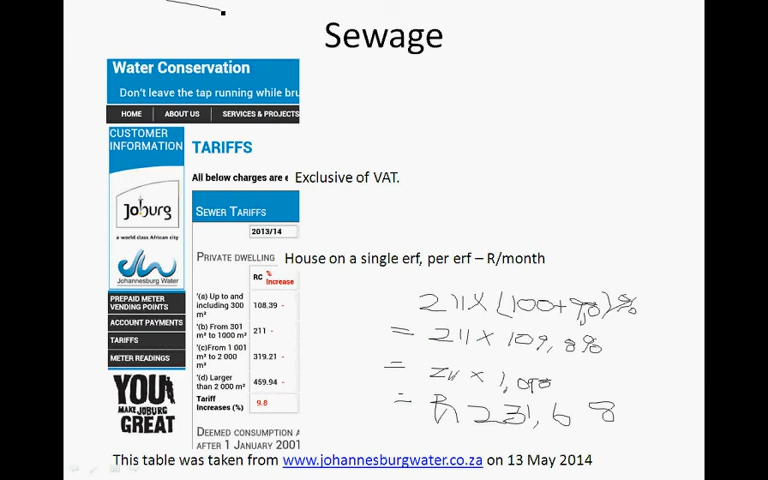 Sewage
Water Conservation
Don't leave the tap running while bru
HOME ABOUT US SERVICES & PROJECTS
CUSTOMER
INFORMATION
TARIFFS
All below charges are e Exclusive of VAT.
Joburg
a world class African city
Johannesburg Water
SEWER TARIFFS
2013/14
PRIVATE DWELLING House on a single erf, per erf – R/month
RC % Increase
'(a) Up to and including 300 m² 108.39 -
'(b) From 301 m² to 1000 m² 211 -
'(c)From 1 001 m² to 2 000 m² 319.21 -
'(d) Larger than 2 000 m² 459.94 -
Tariff Increases (%) 9.8
DEEMED CONSUMPTION A
AFTER 1 JANUARY 2001
PREPAID METER
VENDING POINTS
ACCOUNT PAYMENTS
TARIFFS
METER READINGS
YOU
MAKE JOBURG
GREAT
211 × (100 + 9,8)%
= 211 × 109,8%
= 211 × 1,098
= R 231,68
This table was taken from www.johannesburgwater.co.za on 13 May 2014